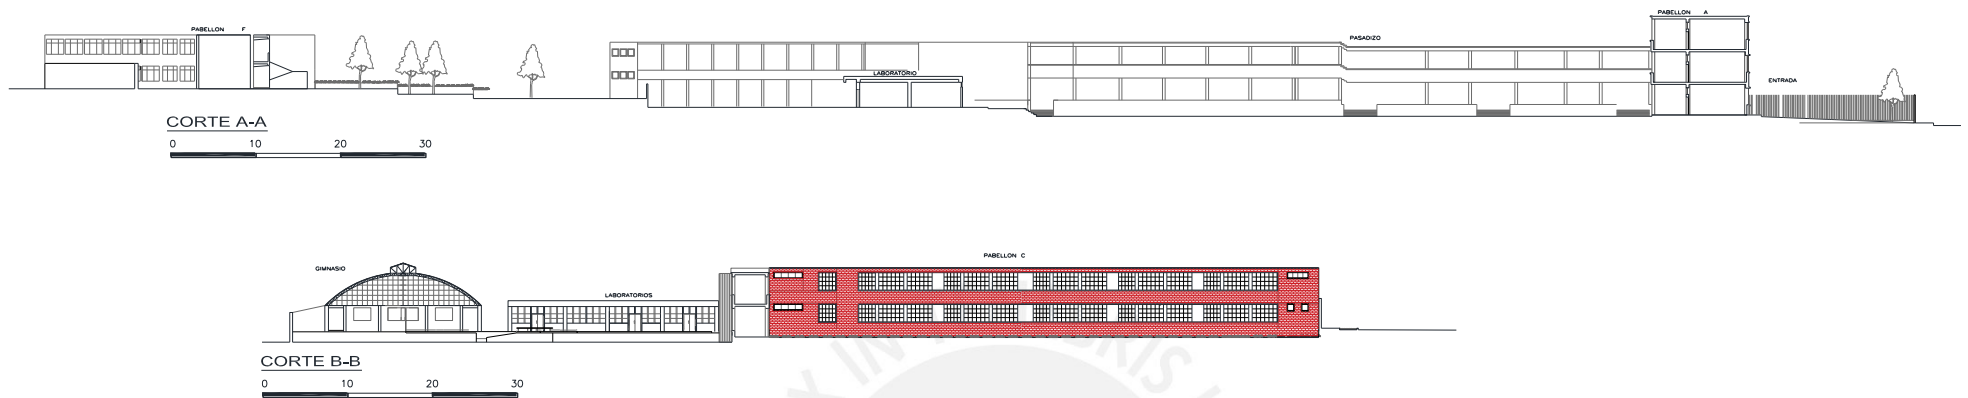 PABELLON F
PASADIZO
PABELLON A
LABORATORIO
ENTRADA
CORTE A-A
0 10 20 30
GIMNASIO
LABORATORIOS
PABELLON C
CORTE B-B
0 10 20 30